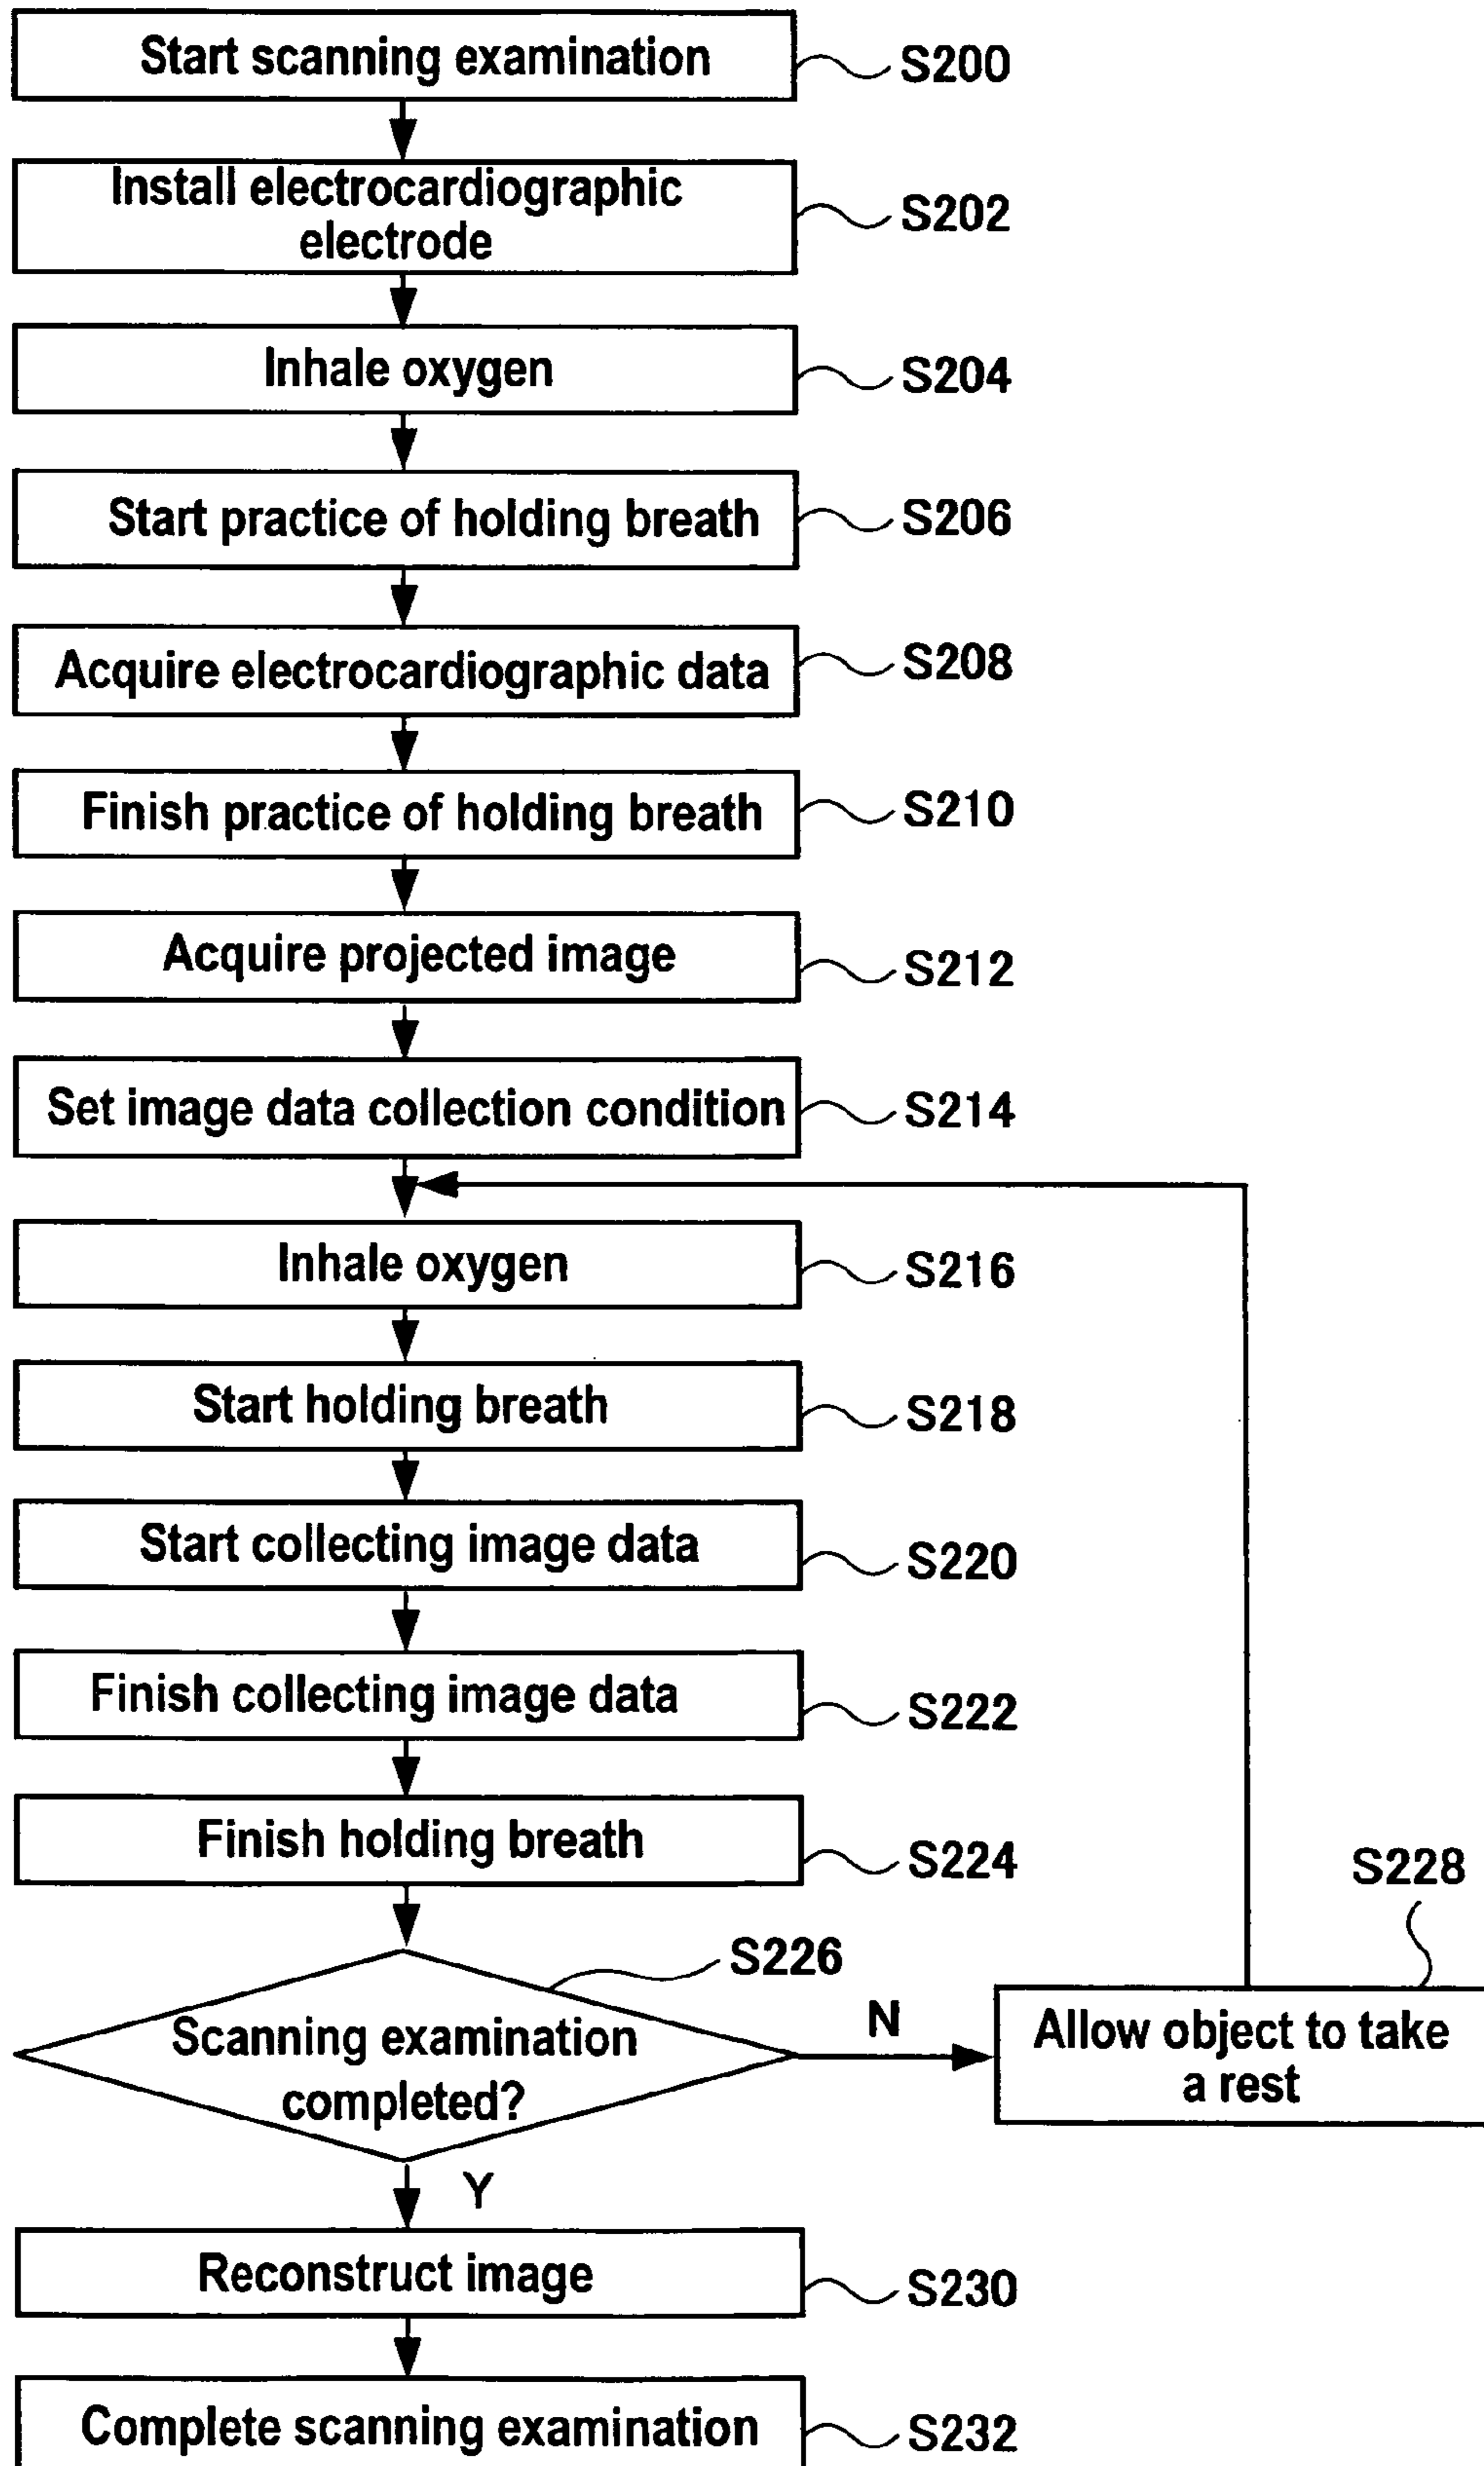 Start scanning examination
S200
Install electrocardiographic
electrode
S202
Inhale oxygen
S204
Start practice of holding breath
S206
Acquire electrocardiographic data
S208
Finish practice of holding breath
S210
Acquire projected image
S212
Set image data collection condition
S214
Inhale oxygen
S216
Start holding breath
S218
Start collecting image data
S220
Finish collecting image data
S222
Finish holding breath
S224
S226
Scanning examination
completed?
N
S228
Allow object to take
a rest
Y
Reconstruct image
S230
Complete scanning examination
S232